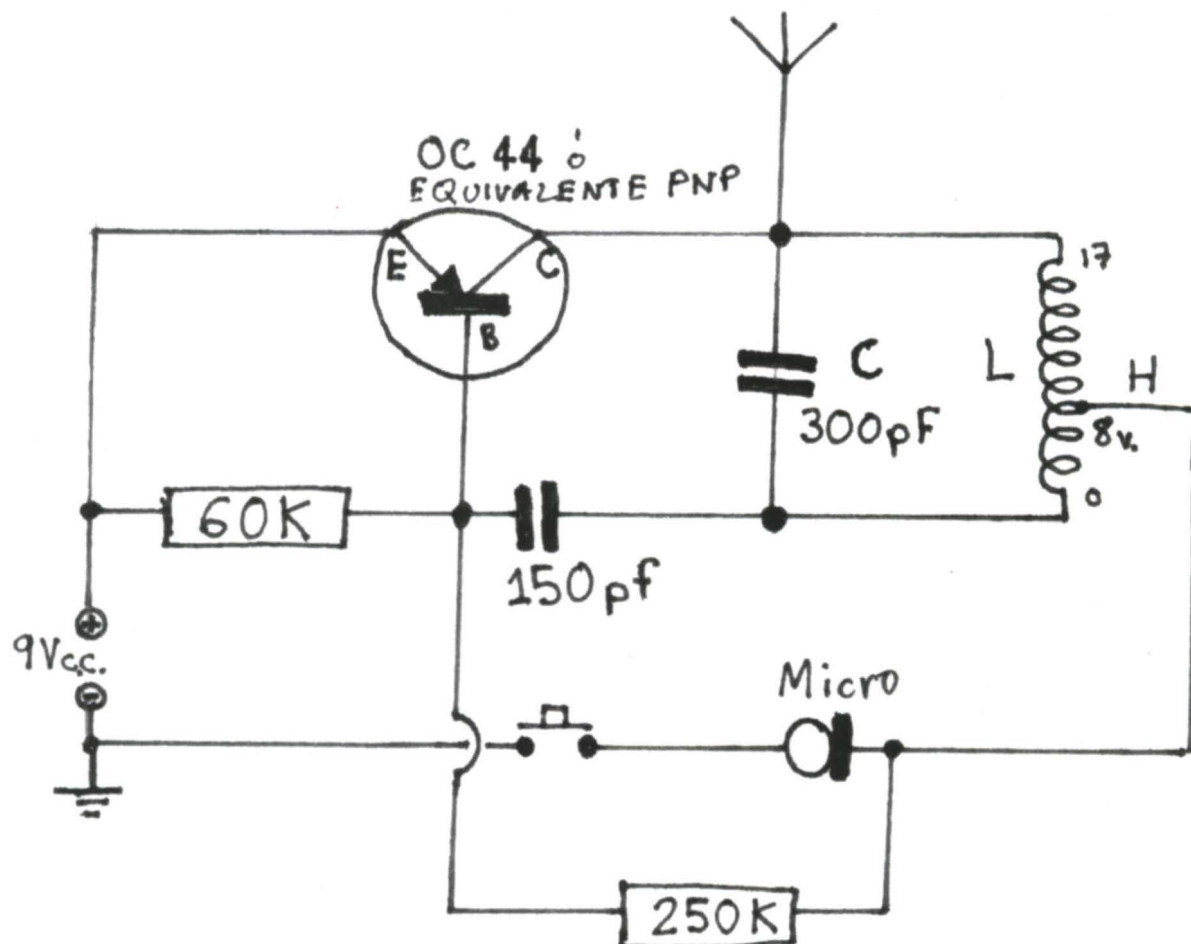 OC 44 ó
EQUIVALENTE PNP
E
C
B
17
C
L
H
300pF
8v.
0
60K
150pf
+
9Vc.c.
-
Micro
250K